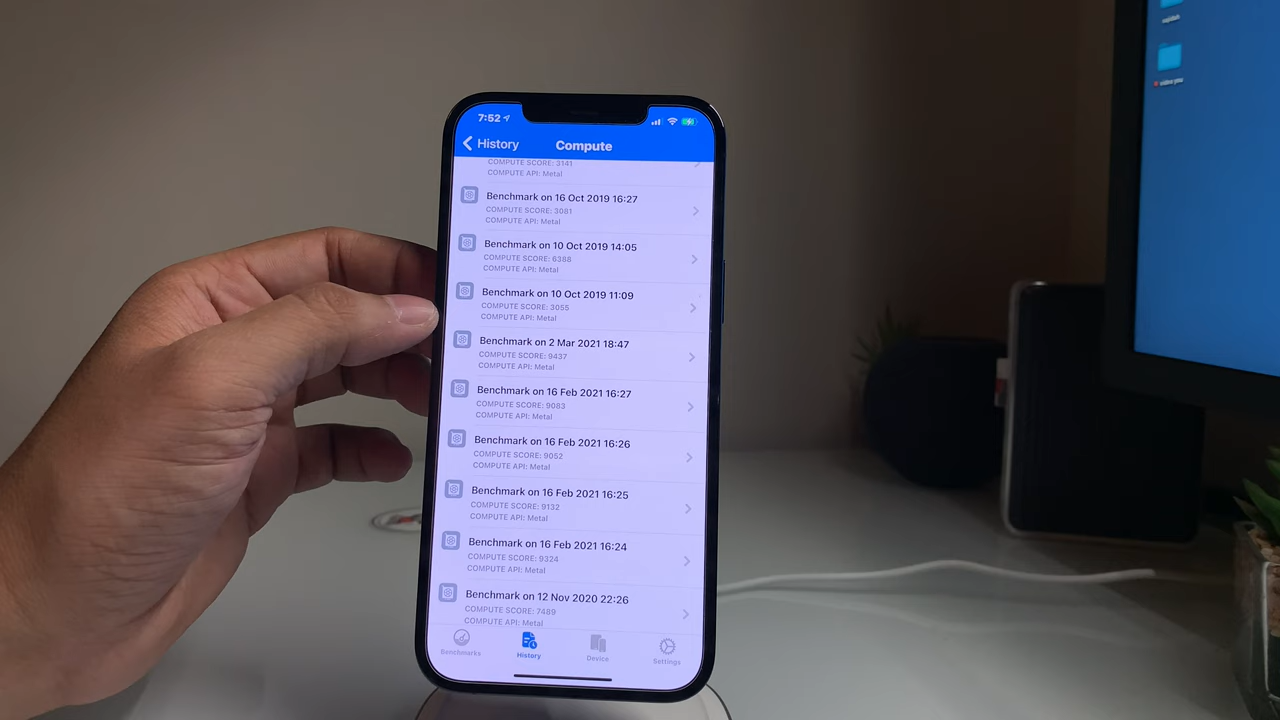 7:52
History
Compute
COMPUTE SCORE: 3141
COMPUTE API: Metal
Benchmark on 16 Oct 2019 16:27
COMPUTE SCORE: 3081
COMPUTE API: Metal
Benchmark on 10 Oct 2019 14:05
COMPUTE SCORE: 6388
COMPUTE API: Metal
Benchmark on 10 Oct 2019 11:09
COMPUTE SCORE: 3055
COMPUTE API: Metal
Benchmark on 2 Mar 2021 18:47
COMPUTE SCORE: 9437
COMPUTE API: Metal
Benchmark on 16 Feb 2021 16:27
COMPUTE SCORE: 9083
COMPUTE API: Metal
Benchmark on 16 Feb 2021 16:26
COMPUTE SCORE: 9052
COMPUTE API: Metal
Benchmark on 16 Feb 2021 16:25
COMPUTE SCORE: 9132
COMPUTE API: Metal
Benchmark on 16 Feb 2021 16:24
COMPUTE SCORE: 9324
COMPUTE API: Metal
Benchmark on 12 Nov 2020 22:26
COMPUTE SCORE: 7489
COMPUTE API: Metal
Benchmarks
History
Device
Settings